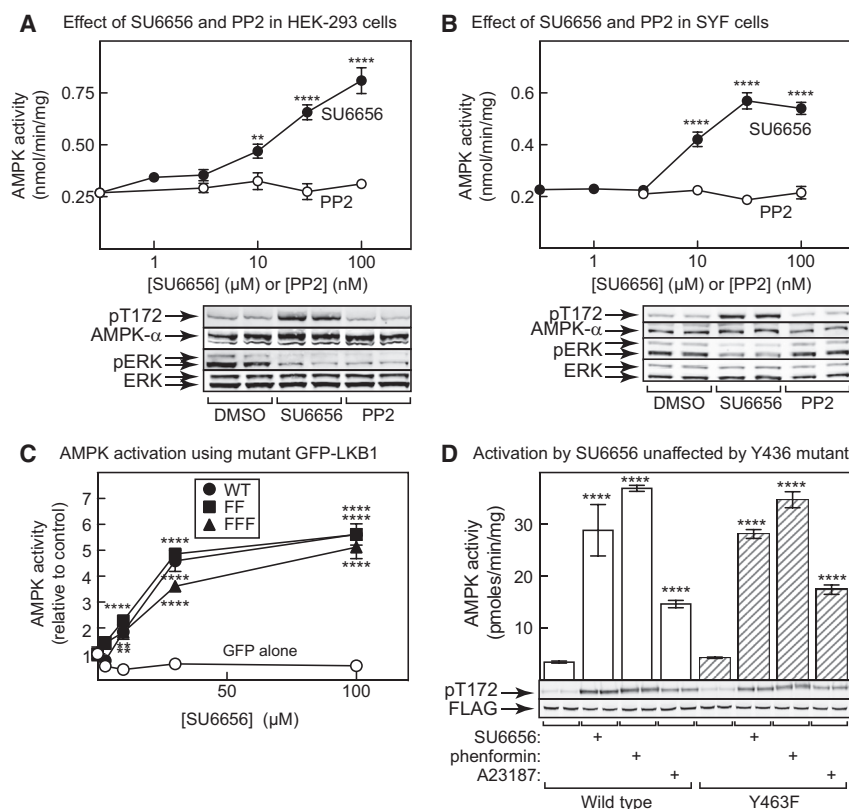 A Effect of SU6656 and PP2 in HEK-293 cells
AMPK activity
(nmol/min/mg)
0.75
0.50
0.25
****
****
**
SU6656
PP2
1 10 100
[SU6656] (µM) or [PP2] (nM)
pT172
AMPK-α
pERK
ERK
DMSO SU6656 PP2
B Effect of SU6656 and PP2 in SYF cells
AMPK activity
(nmol/min/mg)
0.6
0.4
0.2
****
****
****
SU6656
PP2
1 10 100
[SU6656] (µM) or [PP2] (nM)
pT172
AMPK-α
pERK
ERK
DMSO SU6656 PP2
C AMPK activation using mutant GFP-LKB1
AMPK activity
(relative to control)
7
6
5
4
3
2
1
WT
FF
FFF
****
****
****
****
****
****
****
**
**
GFP alone
50 100
[SU6656] (µM)
D Activation by SU6656 unaffected by Y436 mutant
AMPK activity
(pmoles/min/mg)
30
20
10
****
****
****
****
****
****
pT172
FLAG
SU6656: + +
phenformin: + +
A23187: + +
Wild type Y463F